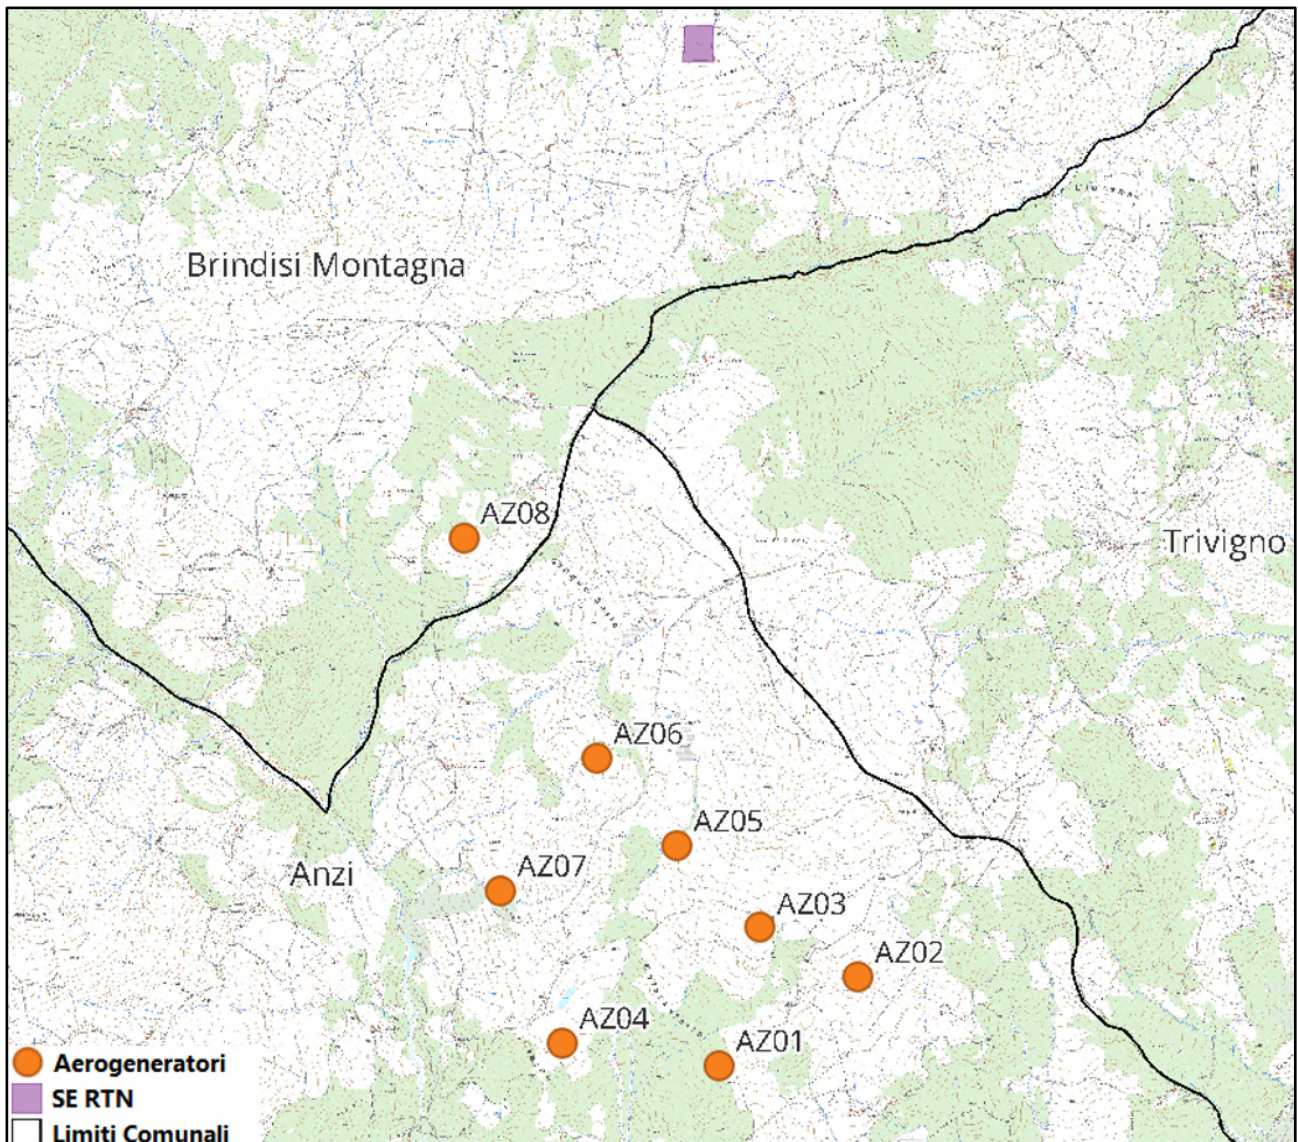 Brindisi Montagna
AZ08
Trivigno
AZ06
AZ05
AZ07
Anzi
AZ03
AZ02
AZ04
AZ01
Aerogeneratori
SE RTN
Limiti Comunali